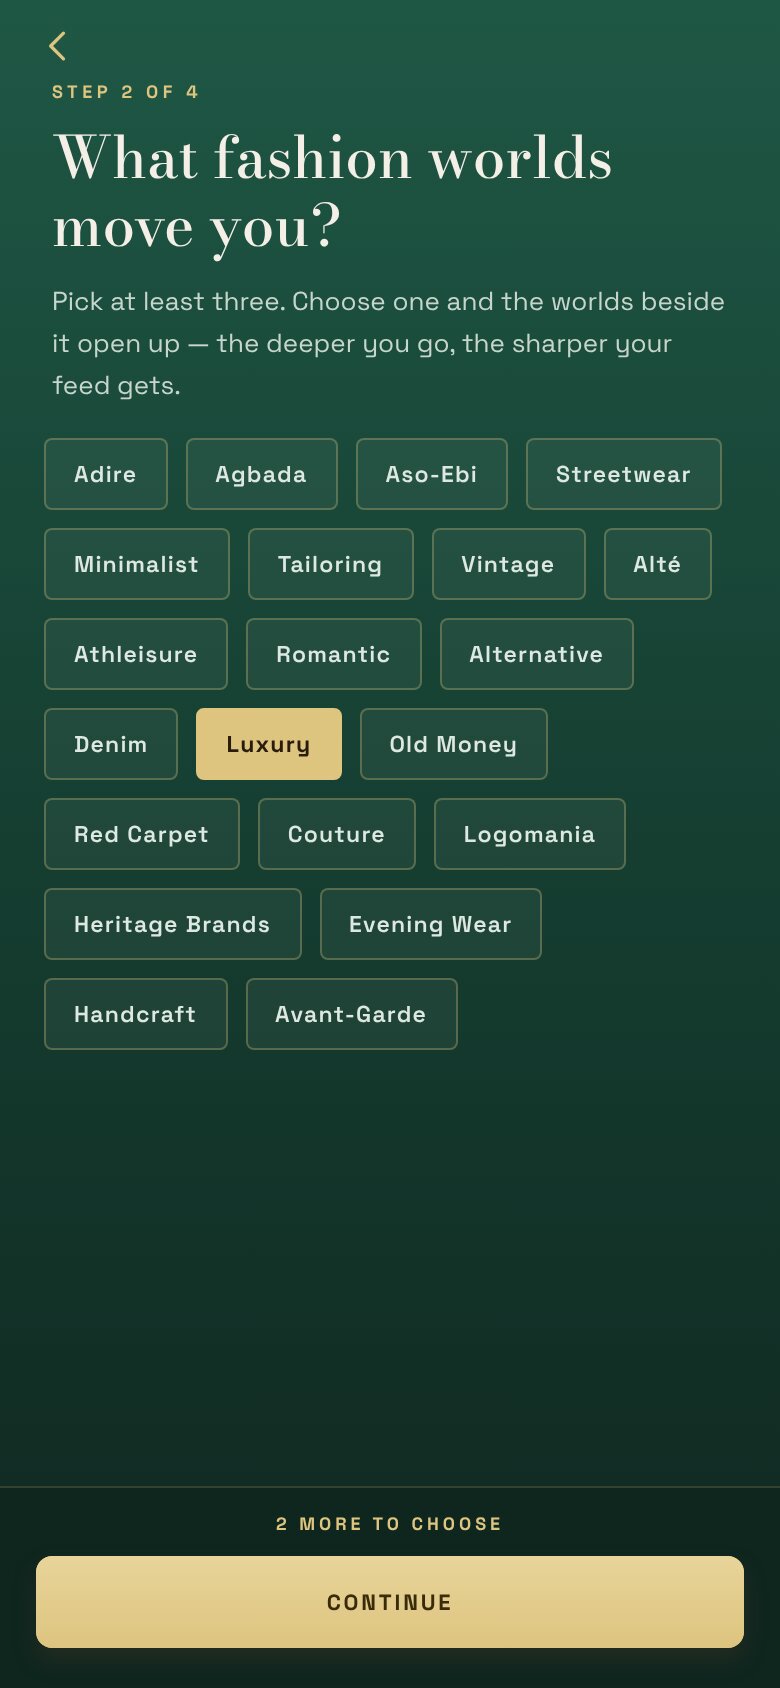 STEP 2 OF 4
What fashion worlds
move you?
Pick at least three. Choose one and the worlds beside
it open up — the deeper you go, the sharper your
feed gets.
Adire Agbada Aso-Ebi Streetwear
Minimalist Tailoring Vintage Alté
Athleisure Romantic Alternative
Denim Luxury Old Money
Red Carpet Couture Logomania
Heritage Brands Evening Wear
Handcraft Avant-Garde
2 MORE TO CHOOSE
CONTINUE